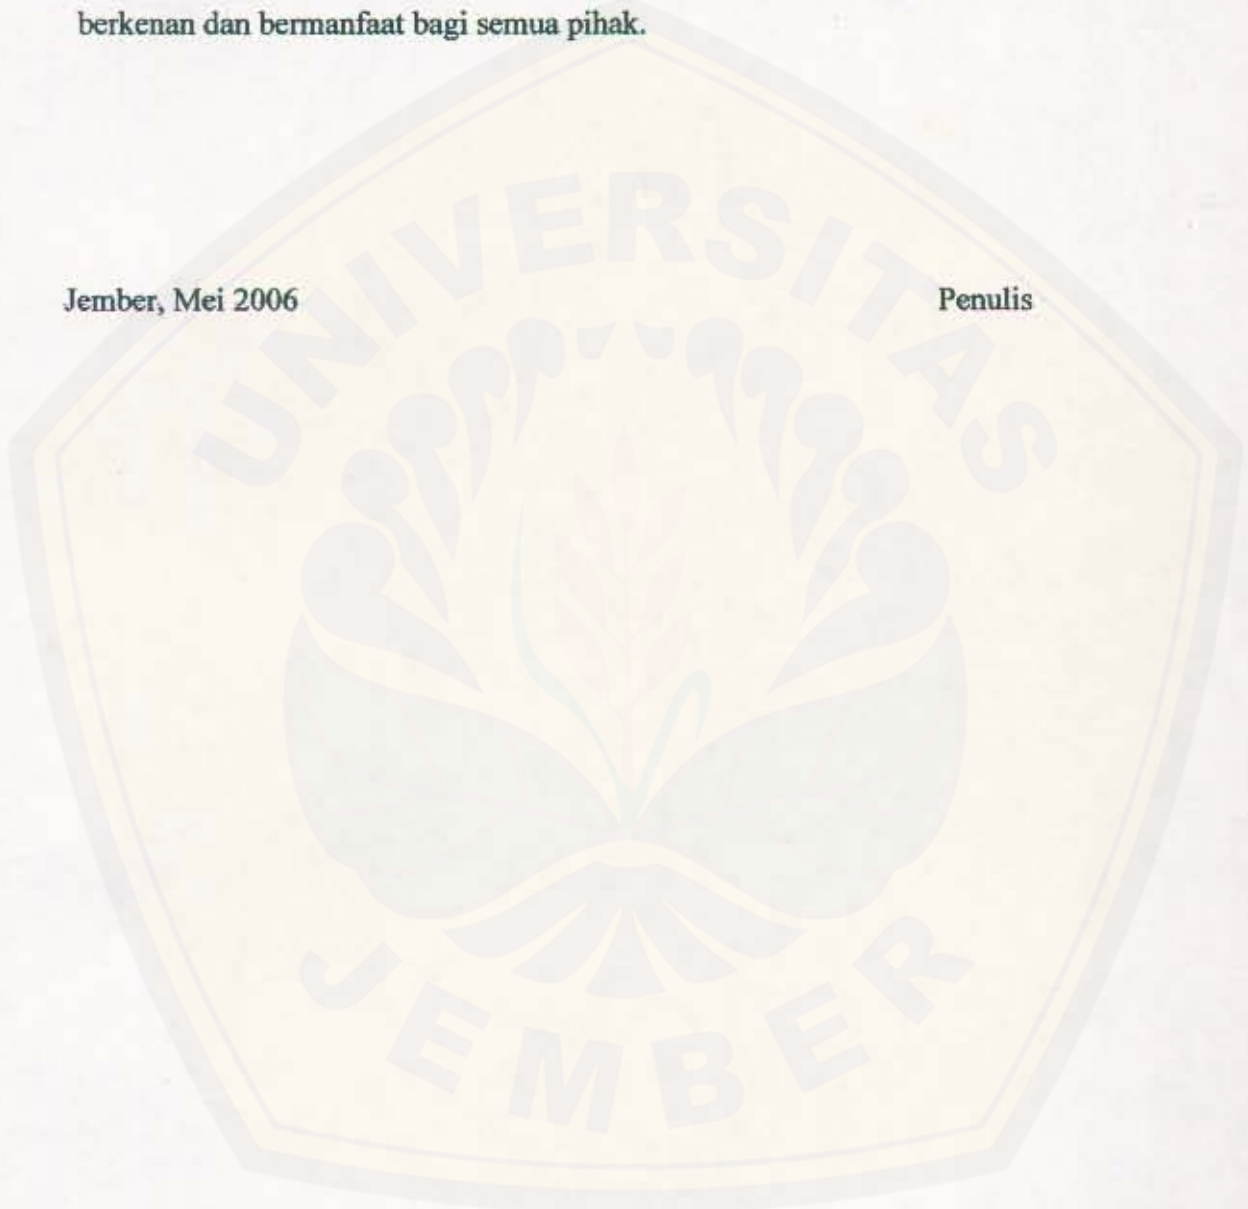 berkenan dan bermanfaat bagi semua pihak.
Jember, Mei 2006 Penulis
UNIVERSITAS
JEMBER